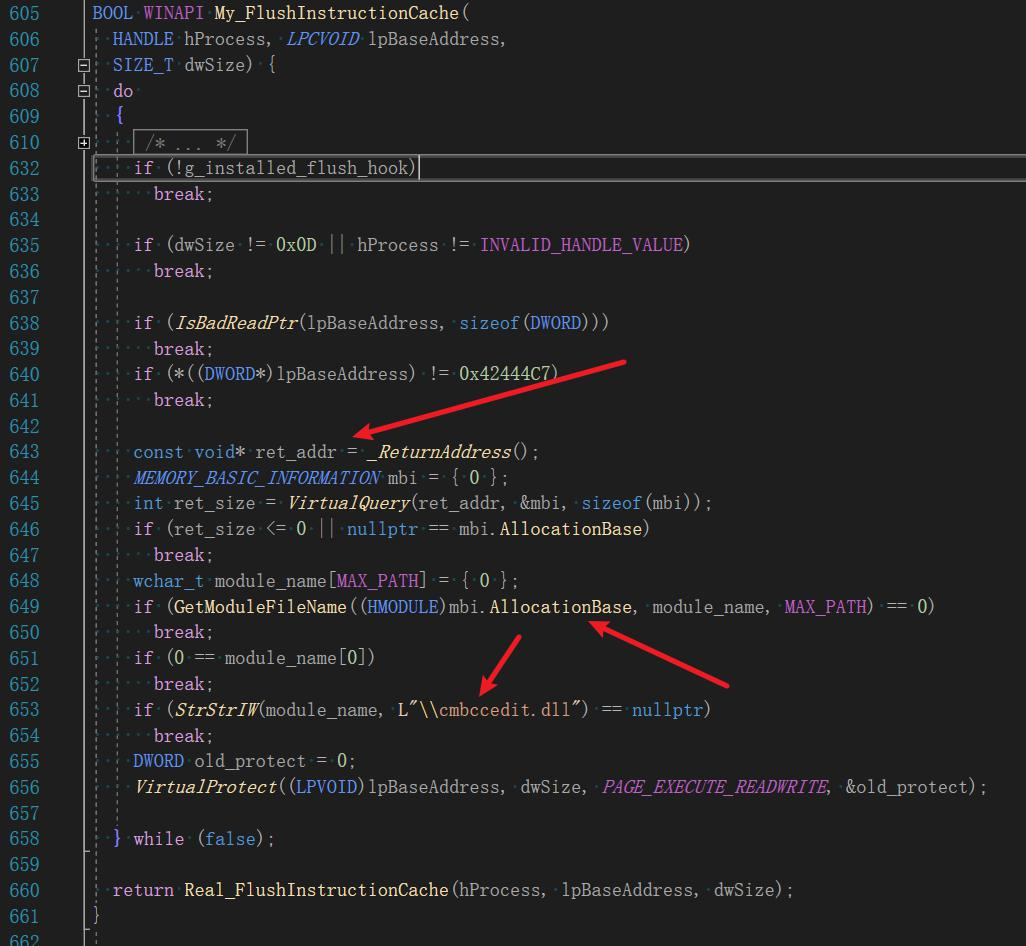 605 BOOL WINAPI My_FlushInstructionCache(
606 HANDLE hProcess, LPCVOID lpBaseAddress,
607 SIZE_T dwSize) {
608 do
609 {
610 /* ... */
632 if (!g_installed_flush_hook)
633 break;
634
635 if (dwSize != 0x0D || hProcess != INVALID_HANDLE_VALUE)
636 break;
637
638 if (IsBadReadPtr(lpBaseAddress, sizeof(DWORD)))
639 break;
640 if (*((DWORD*)lpBaseAddress) != 0x42444C7)
641 break;
642
643 const void* ret_addr = _ReturnAddress();
644 MEMORY_BASIC_INFORMATION mbi = { 0 };
645 int ret_size = VirtualQuery(ret_addr, &mbi, sizeof(mbi));
646 if (ret_size <= 0 || nullptr == mbi.AllocationBase)
647 break;
648 wchar_t module_name[MAX_PATH] = { 0 };
649 if (GetModuleFileName((HMODULE)mbi.AllocationBase, module_name, MAX_PATH) == 0)
650 break;
651 if (0 == module_name[0])
652 break;
653 if (StrStrIW(module_name, L"\\cmbccedit.dll") == nullptr)
654 break;
655 DWORD old_protect = 0;
656 VirtualProtect((LPVOID)lpBaseAddress, dwSize, PAGE_EXECUTE_READWRITE, &old_protect);
657
658 } while (false);
659
660 return Real_FlushInstructionCache(hProcess, lpBaseAddress, dwSize);
661 }
662